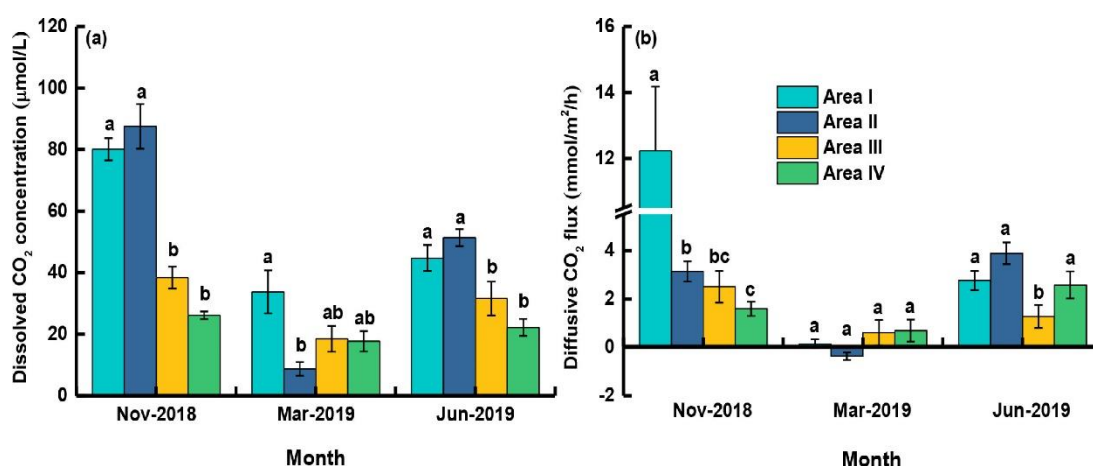 (a)
Dissolved CO₂ concentration (μmol/L)
120
100
80
60
40
20
0
a
a
b
b
a
b
ab
ab
a
a
b
b
Nov-2018
Mar-2019
Jun-2019
Month
(b)
Diffusive CO₂ flux (mmol/m²/h)
16
14
12
4
2
0
-2
Area I
Area II
Area III
Area IV
a
b
bc
c
a
a
a
a
a
a
b
a
Nov-2018
Mar-2019
Jun-2019
Month